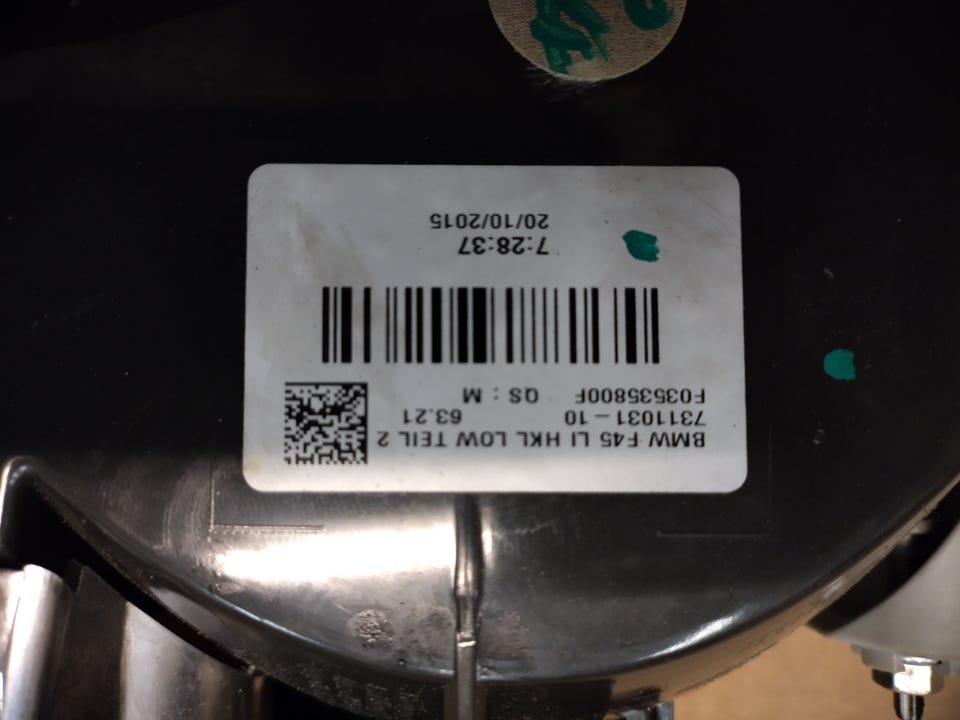 BMW F45 LI HKL LOW TEIL 2
7311031 – 10 63.21
F03535800F QS : M
7:28:37
20/10/2015